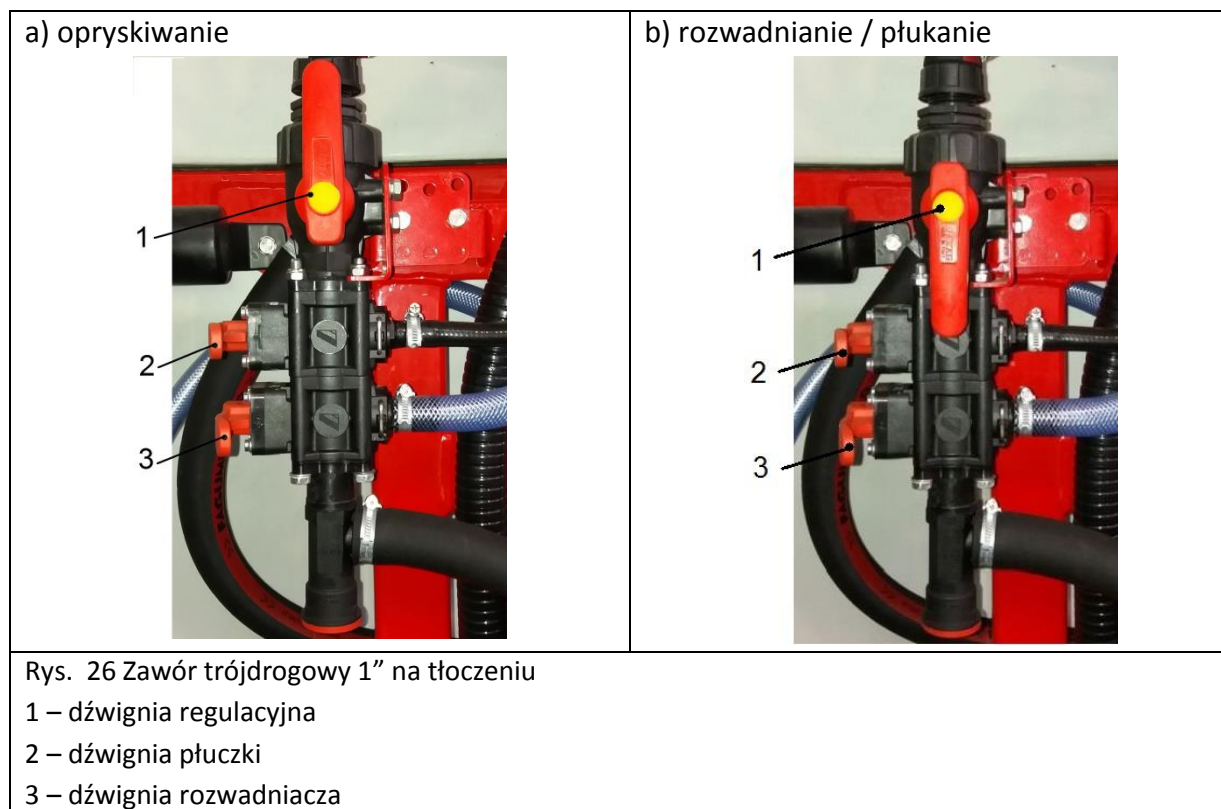 a) opryskiwanie
b) rozwadnianie / płukanie
1
2
3
1
2
3
Rys. 26 Zawór trójdrogowy 1” na tłoczeniu
1 – dźwignia regulacyjna
2 – dźwignia płuczki
3 – dźwignia rozwadniacza